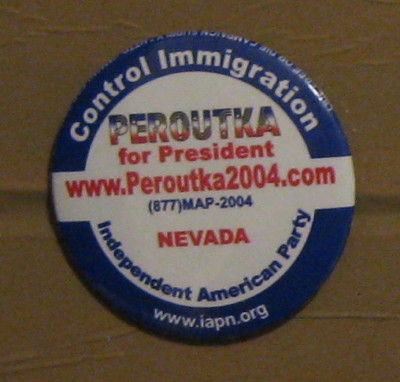 Control Immigration
PEROUTKA
for President
www.Peroutka2004.com
(877)MAP-2004
NEVADA
Independent American Party
www.iapn.org